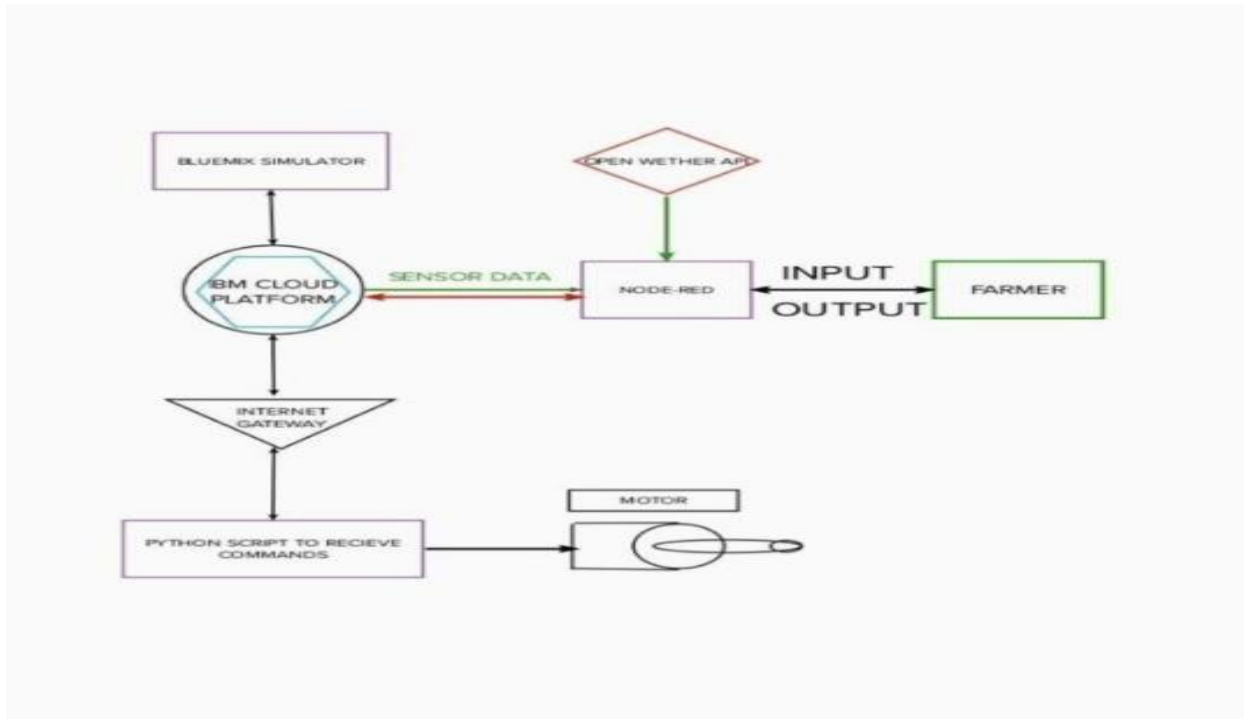 BLUEMIX SIMULATOR
OPEN WETHER API
IBM CLOUD
PLATFORM
SENSOR DATA
NODE-RED
INPUT
OUTPUT
FARMER
INTERNET
GATEWAY
MOTOR
PYTHON SCRIPT TO RECIEVE
COMMANDS